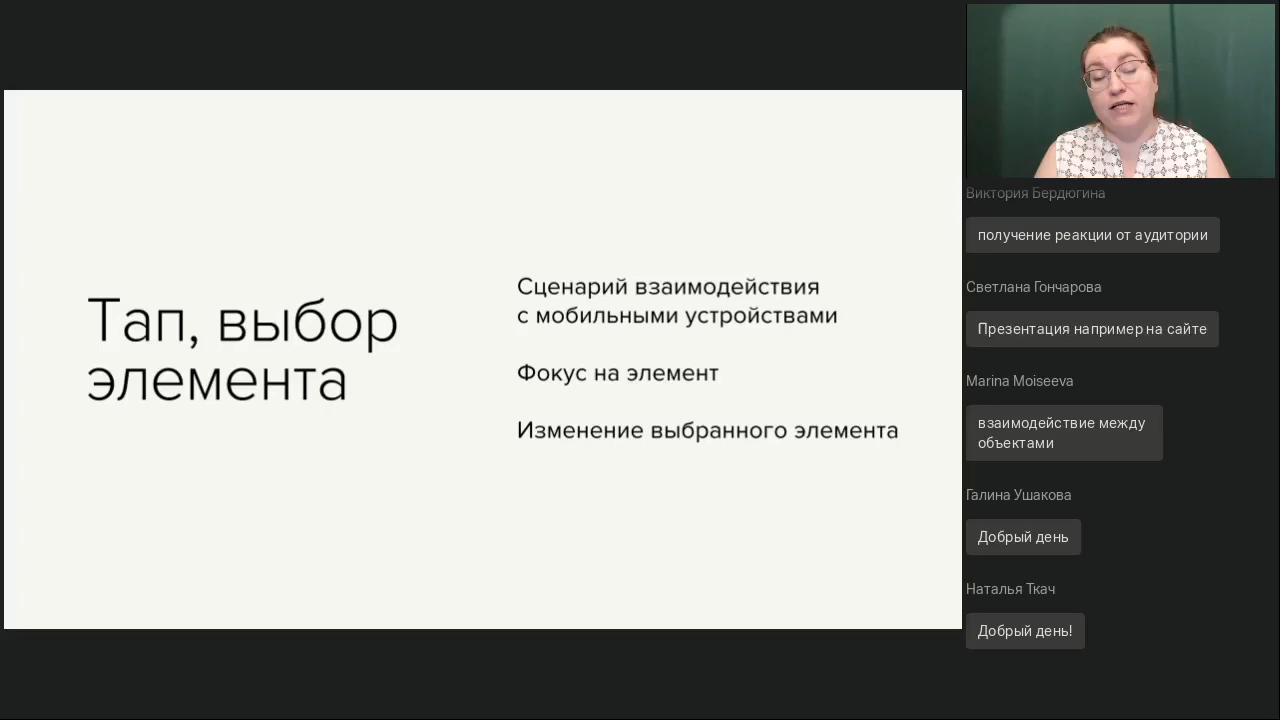 Тап, выбор
элемента
Сценарий взаимодействия
с мобильными устройствами
Фокус на элемент
Изменение выбранного элемента
Виктория Бердюгина
получение реакции от аудитории
Светлана Гончарова
Презентация например на сайте
Marina Moiseeva
взаимодействие между
объектами
Галина Ушакова
Добрый день
Наталья Ткач
Добрый день!